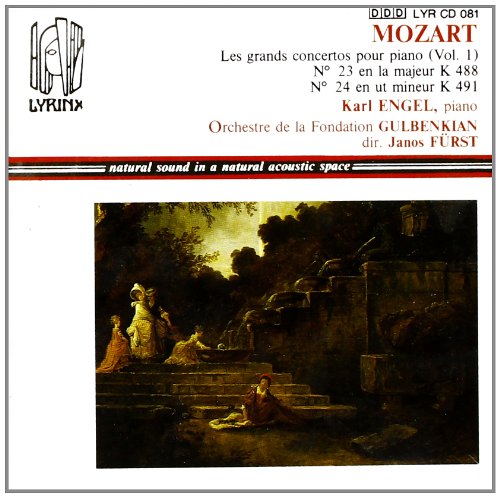 DDD LYR CD 081
MOZART
Les grands concertos pour piano (Vol. 1)
N° 23 en la majeur K 488
N° 24 en ut mineur K 491
Karl ENGEL, piano
Orchestre de la Fondation GULBENKIAN
dir. Janos FÜRST
LYRINX
natural sound in a natural acoustic space